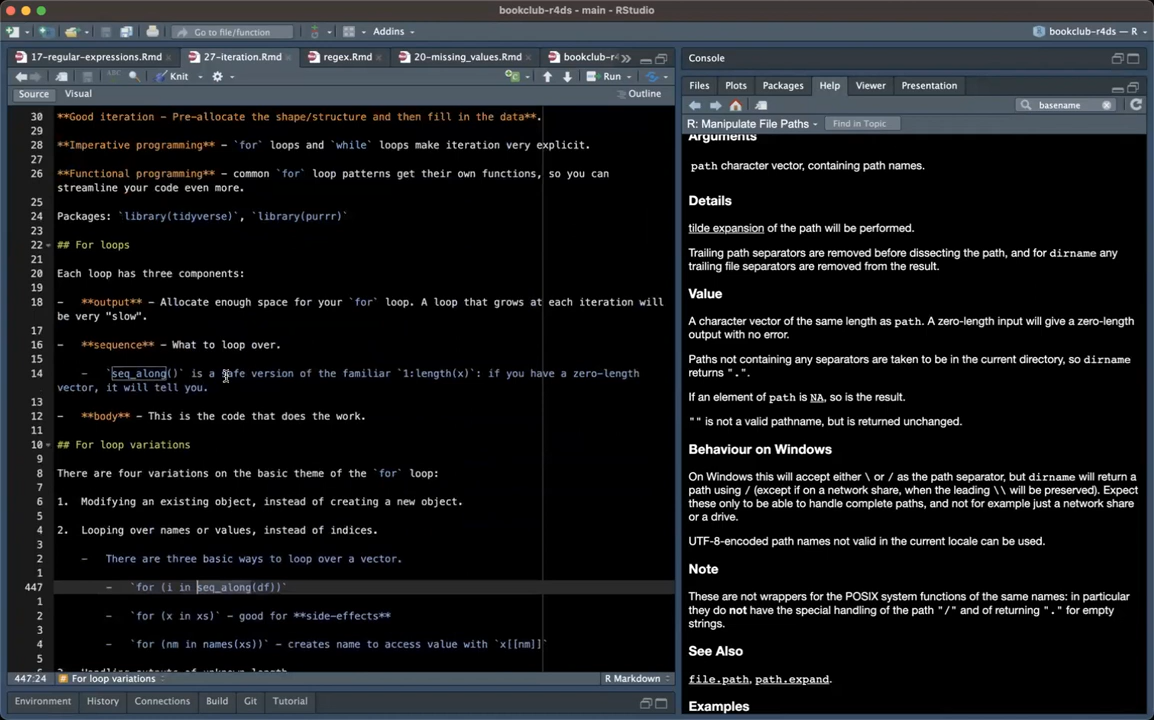 bookclub-r4ds - main - RStudio
Go to file/function
Addins
bookclub-r4ds - R
17-regular-expressions.Rmd
27-iteration.Rmd
regex.Rmd
20-missing_values.Rmd
Knit
Run
Source
Visual
Outline
30 **Good iteration - Pre-allocate the shape/structure and then fill in the data**.
29
28 **Imperative programming** - `for` loops and `while` loops make iteration very explicit.
27
26 **Functional programming** - common `for` loop patterns get their own functions, so you can
streamline your code even more.
25
24 Packages: `library(tidyverse)`, `library(purrr)`
23
22 ## For loops
21
20 Each loop has three components:
19
18 - **output** - Allocate enough space for your `for` loop. A loop that grows at each iteration will
be very "slow".
17
16 - **sequence** - What to loop over.
15
14 - `seq_along()` is a safe version of the familiar `1:length(x)`: if you have a zero-length
vector, it will tell you.
13
12 - **body** - This is the code that does the work.
11
10 ## For loop variations
9
8 There are four variations on the basic theme of the `for` loop:
7
6 1. Modifying an existing object, instead of creating a new object.
5
4 2. Looping over names or values, instead of indices.
3
2 - There are three basic ways to loop over a vector.
1
447 - `for (i in seq_along(df))`
1
2 - `for (x in xs)` - good for **side-effects**
3
4 - `for (nm in names(xs))` - creates name to access value with `x[[nm]]`
5
447:24
For loop variations
R Markdown
Environment
History
Connections
Build
Git
Tutorial
Console
Files
Plots
Packages
Help
Viewer
Presentation
basename
R: Manipulate File Paths
Find in Topic
Arguments
path character vector, containing path names.
Details
tilde expansion of the path will be performed.
Trailing path separators are removed before dissecting the path, and for dirname any
trailing file separators are removed from the result.
Value
A character vector of the same length as path. A zero-length input will give a zero-length
output with no error.
Paths not containing any separators are taken to be in the current directory, so dirname
returns ".".
If an element of path is NA, so is the result.
"" is not a valid pathname, but is returned unchanged.
Behaviour on Windows
On Windows this will accept either \ or / as the path separator, but dirname will return a
path using / (except if on a network share, when the leading \\ will be preserved). Expect
these only to be able to handle complete paths, and not for example just a network share
or a drive.
UTF-8-encoded path names not valid in the current locale can be used.
Note
These are not wrappers for the POSIX system functions of the same names: in particular
they do not have the special handling of the path "/" and of returning "." for empty
strings.
See Also
file.path, path.expand.
Examples